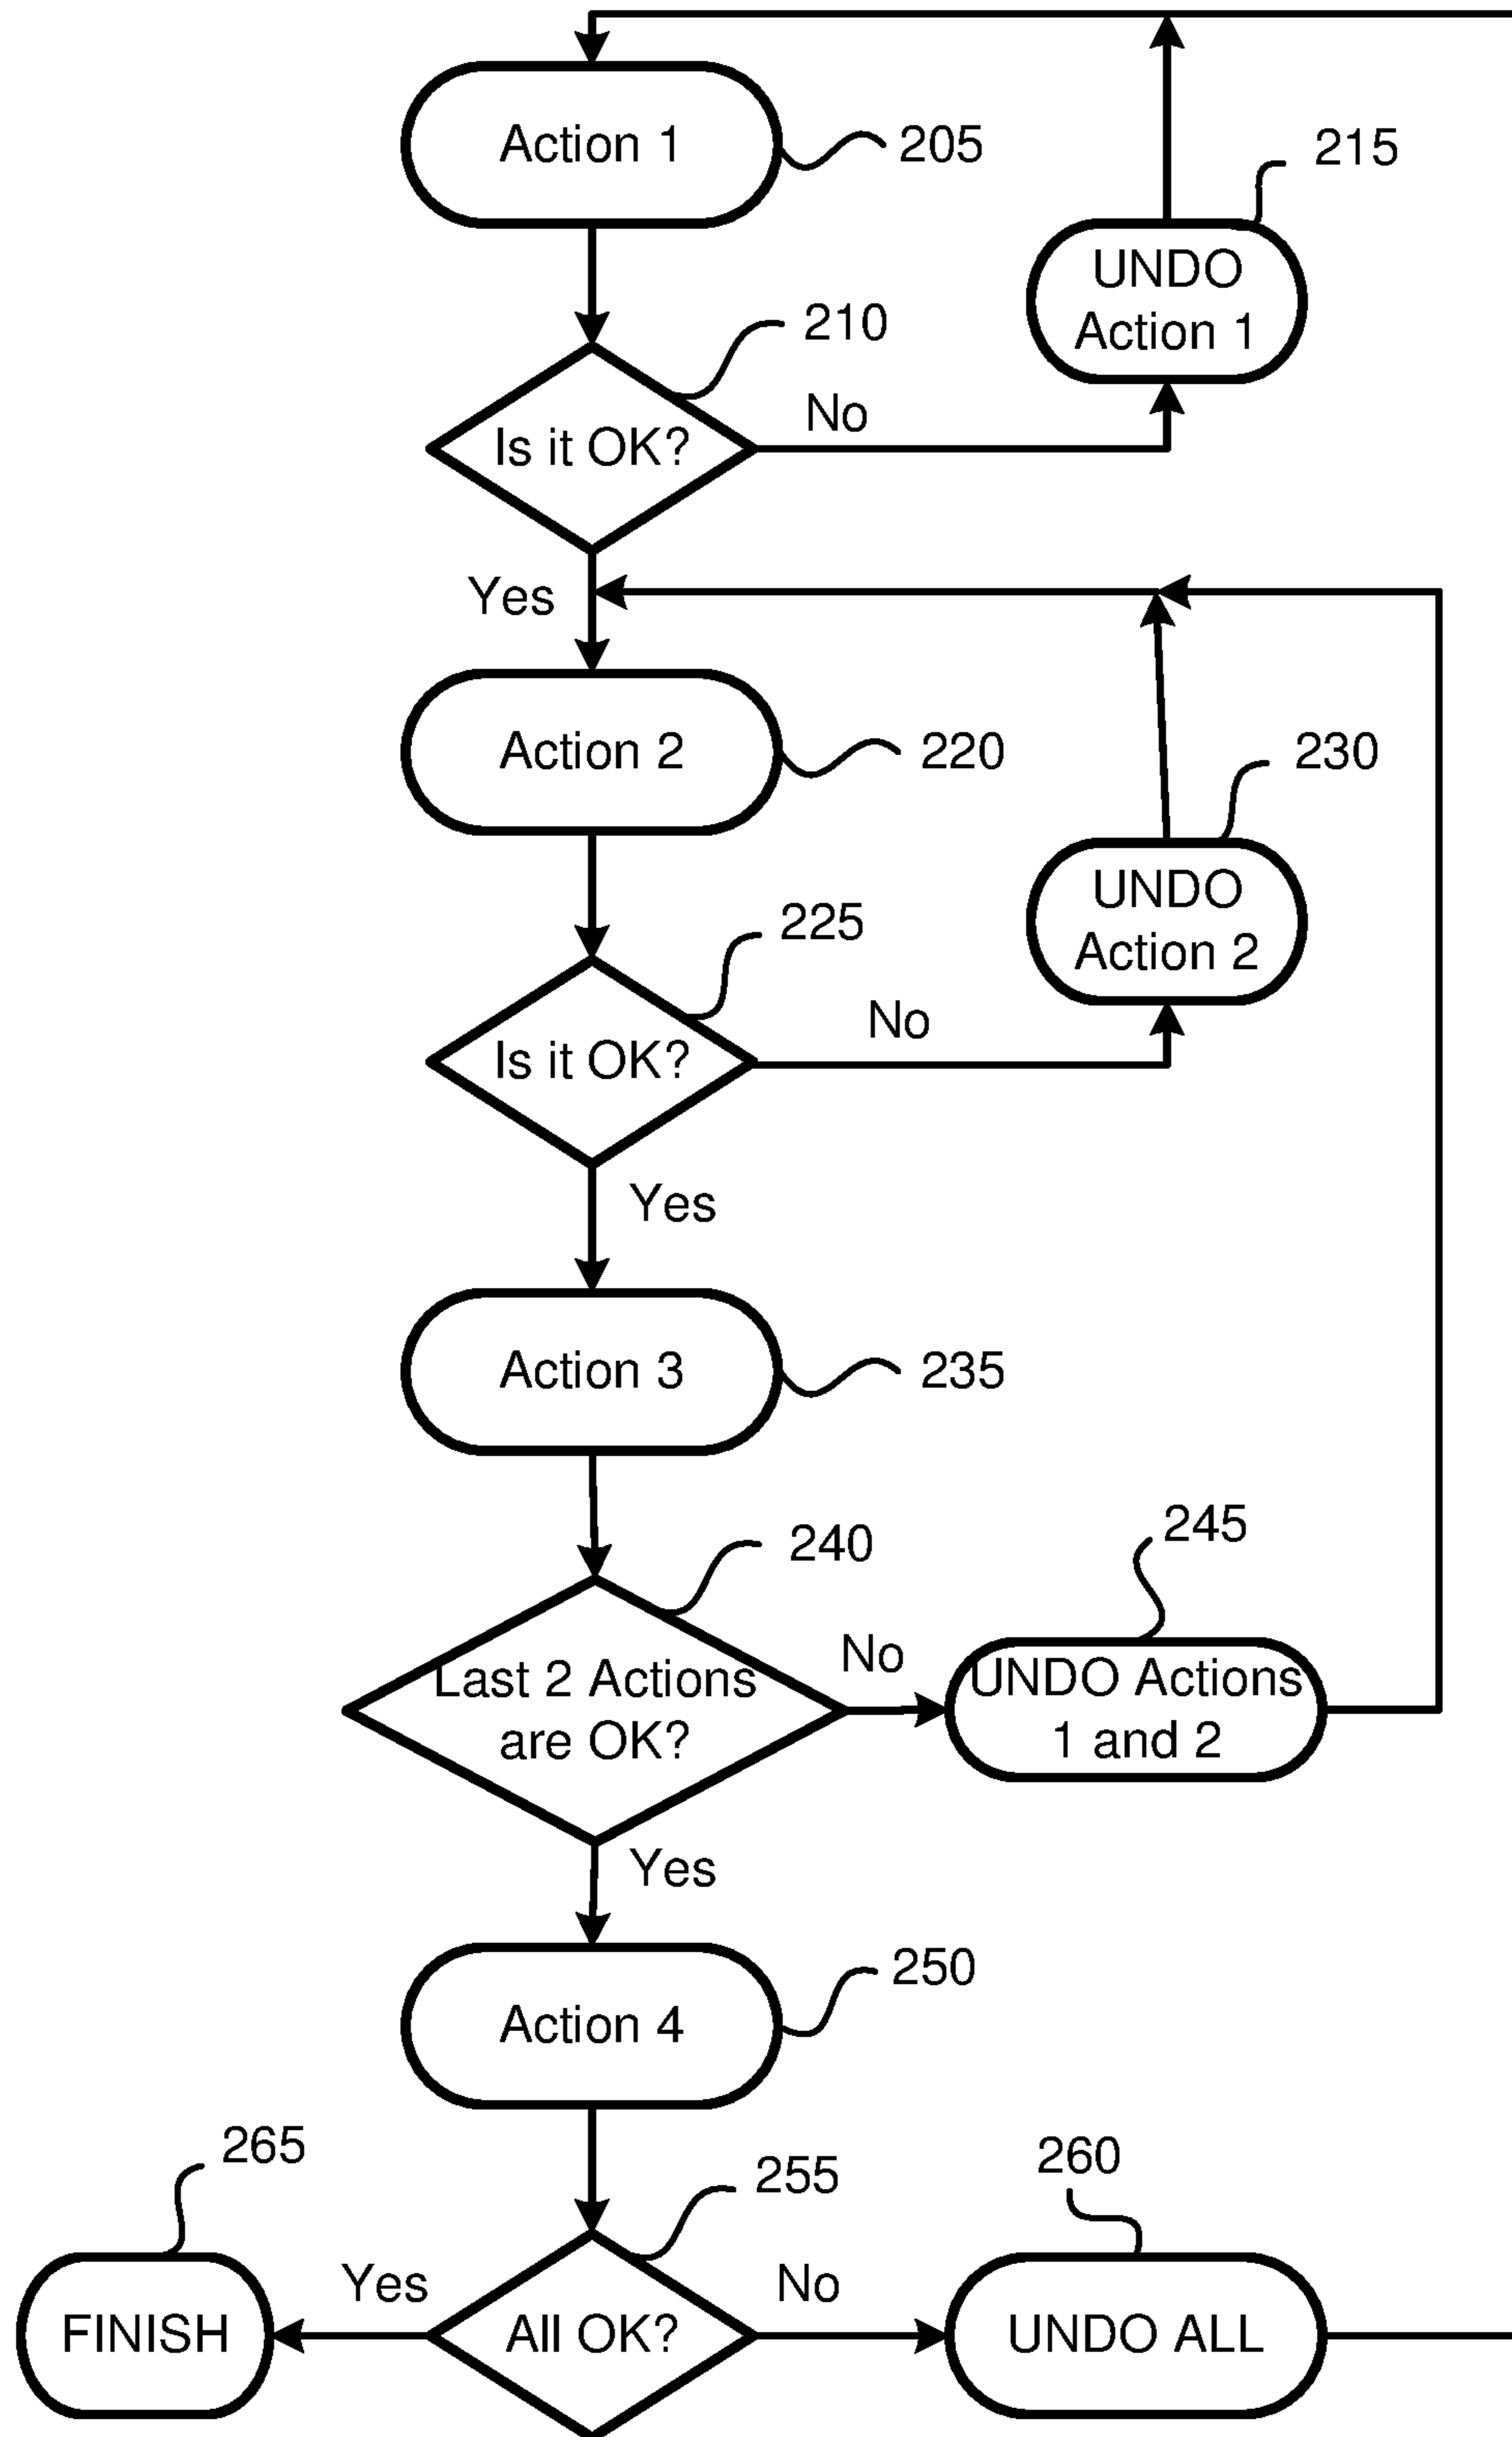 Action 1
205
215
UNDO
Action 1
210
Is it OK?
No
Yes
Action 2
220
230
UNDO
Action 2
225
Is it OK?
No
Yes
Action 3
235
240
245
Last 2 Actions
are OK?
No
UNDO Actions
1 and 2
Yes
Action 4
250
265
255
260
FINISH
Yes
All OK?
No
UNDO ALL